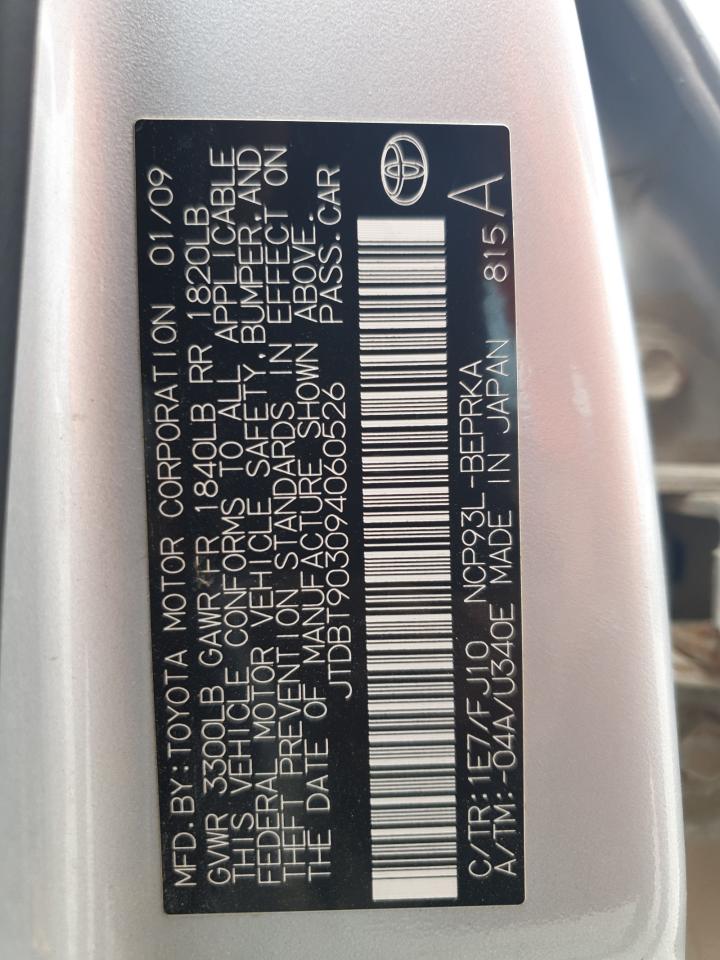 MFD. BY: TOYOTA MOTOR CORPORATION 01/09
GVWR 3300LB GAWR FR 1840LB RR 1820LB
THIS VEHICLE CONFORMS TO ALL APPLICABLE
FEDERAL MOTOR VEHICLE SAFETY, BUMPER, AND
THEFT PREVENTION STANDARDS IN EFFECT ON
THE DATE OF MANUFACTURE SHOWN ABOVE.
JTDBT903094060526 PASS. CAR
C/TR: 1E7/FJ10 NCP93L-BEPRKA
A/TM: -04A/U340E MADE IN JAPAN 815A